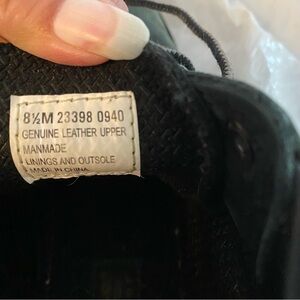 8½M 23398 0940
GENUINE LEATHER UPPER
MANMADE
LININGS AND OUTSOLE
MADE IN CHINA